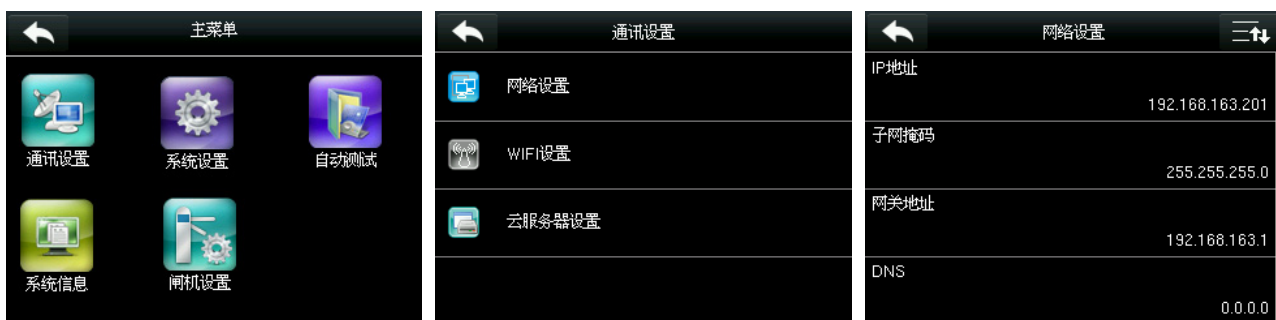 主菜单
通讯设置
系统设置
自动测试
系统信息
闸机设置
通讯设置
网络设置
WIFI设置
云服务器设置
网络设置
IP地址
192.168.163.201
子网掩码
255.255.255.0
网关地址
192.168.163.1
DNS
0.0.0.0